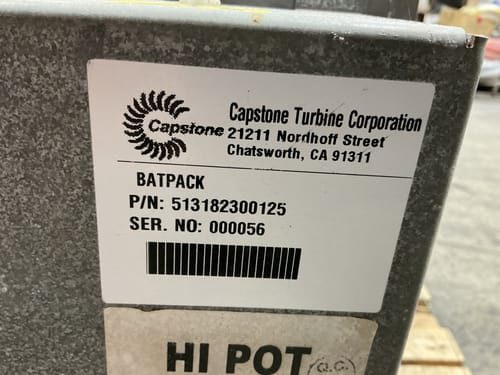 Capstone
Capstone Turbine Corporation
21211 Nordhoff Street
Chatsworth, CA 91311
BATPACK
P/N: 513182300125
SER. NO: 000056
HI POT
Q.C.